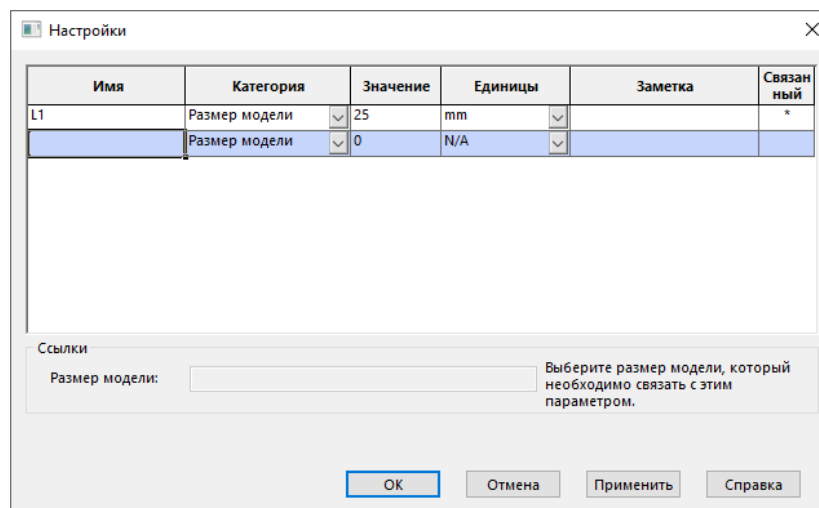 Настройки
Имя Категория Значение Единицы Заметка Связан
ный
L1 Размер модели 25 mm *
Размер модели 0 N/A
Ссылки
Размер модели:
Выберите размер модели, который
необходимо связать с этим
параметром.
OK Отмена Применить Справка